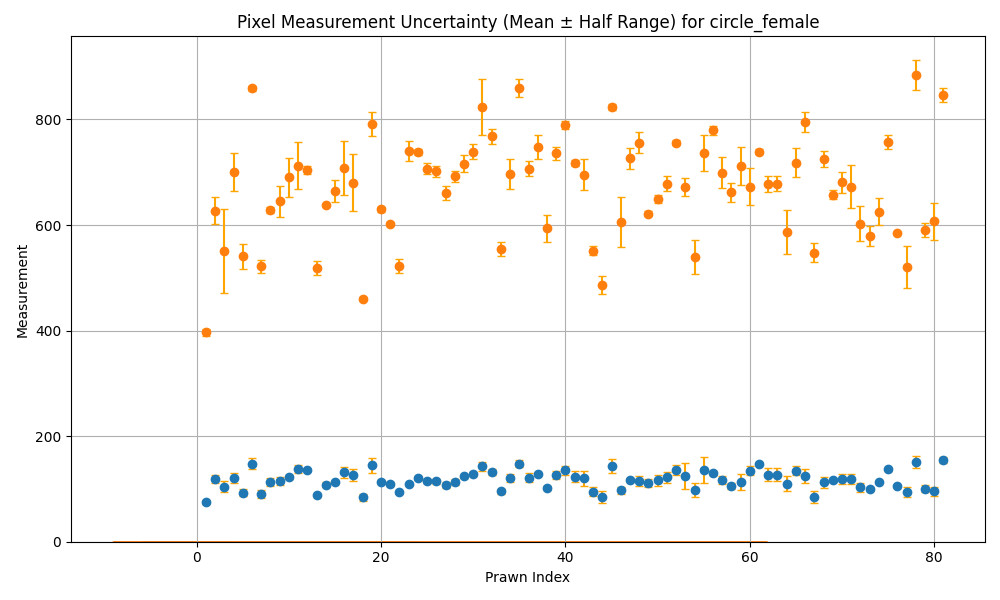 Pixel Measurement Uncertainty (Mean ± Half Range) for circle_female
Measurement
800
600
400
200
0
0 20 40 60 80
Prawn Index